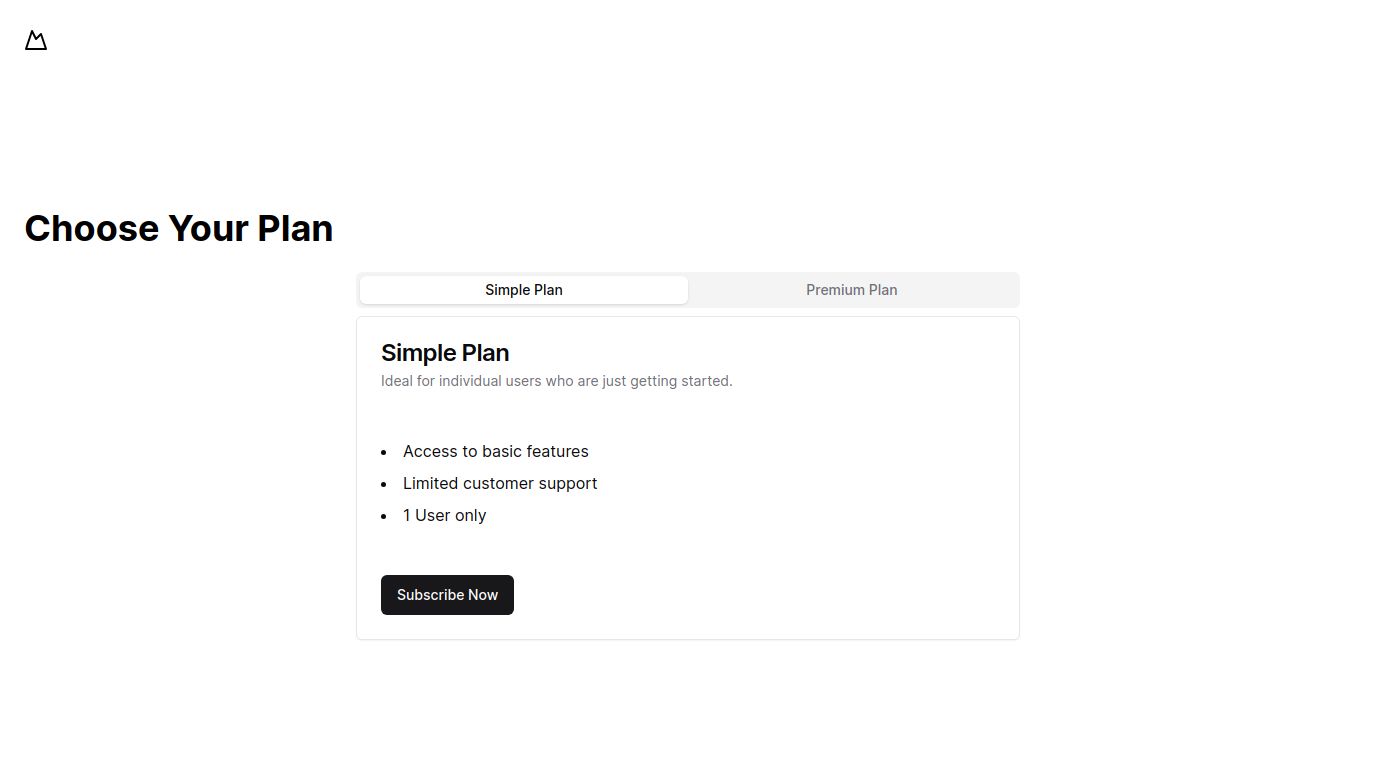 Choose Your Plan
Simple Plan
Premium Plan
Simple Plan
Ideal for individual users who are just getting started.
Access to basic features
Limited customer support
1 User only
Subscribe Now